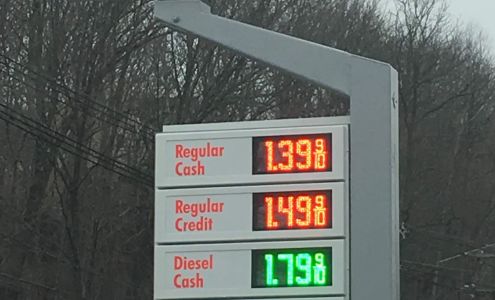 Regular
Cash
1.39 9/10
Regular
Credit
1.49 9/10
Diesel
Cash
1.79 9/10